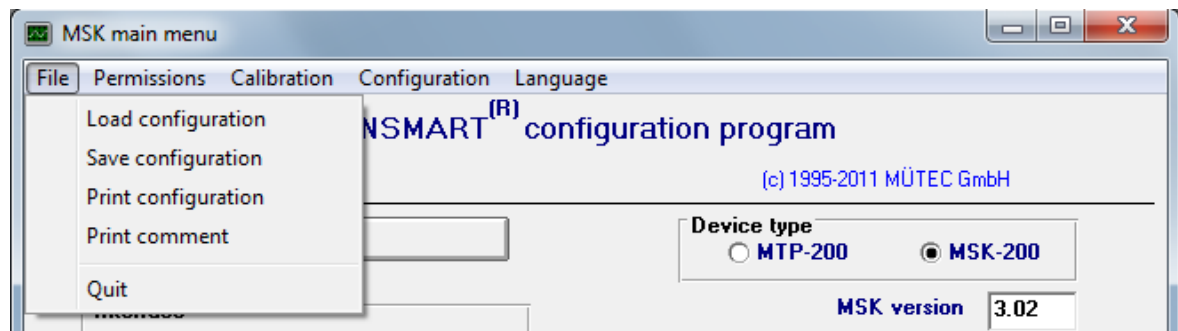 MSK main menu
File Permissions Calibration Configuration Language
Load configuration
Save configuration
Print configuration
Print comment
Quit
NSMART(R) configuration program
(c) 1995-2011 MÜTEC GmbH
Device type
MTP-200 MSK-200
MSK version 3.02